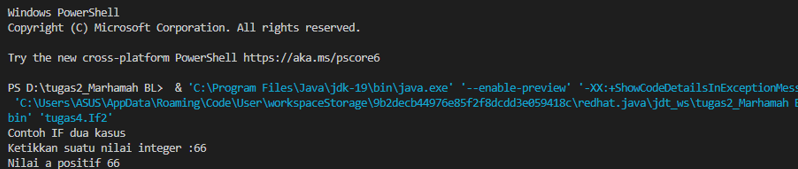 Windows PowerShell
Copyright (C) Microsoft Corporation. All rights reserved.
Try the new cross-platform PowerShell https://aka.ms/pscore6
PS D:\tugas2_Marhamah BL>  & 'C:\Program Files\Java\jdk-19\bin\java.exe' '--enable-preview' '-XX:+ShowCodeDetailsInExceptionMess
'C:\Users\ASUS\AppData\Roaming\Code\User\workspaceStorage\9b2decb44976e85f2f8dcdd3e059418c\redhat.java\jdt_ws\tugas2_Marhamah B
bin' 'tugas4.If2'
Contoh IF dua kasus
Ketikkan suatu nilai integer :66
Nilai a positif 66